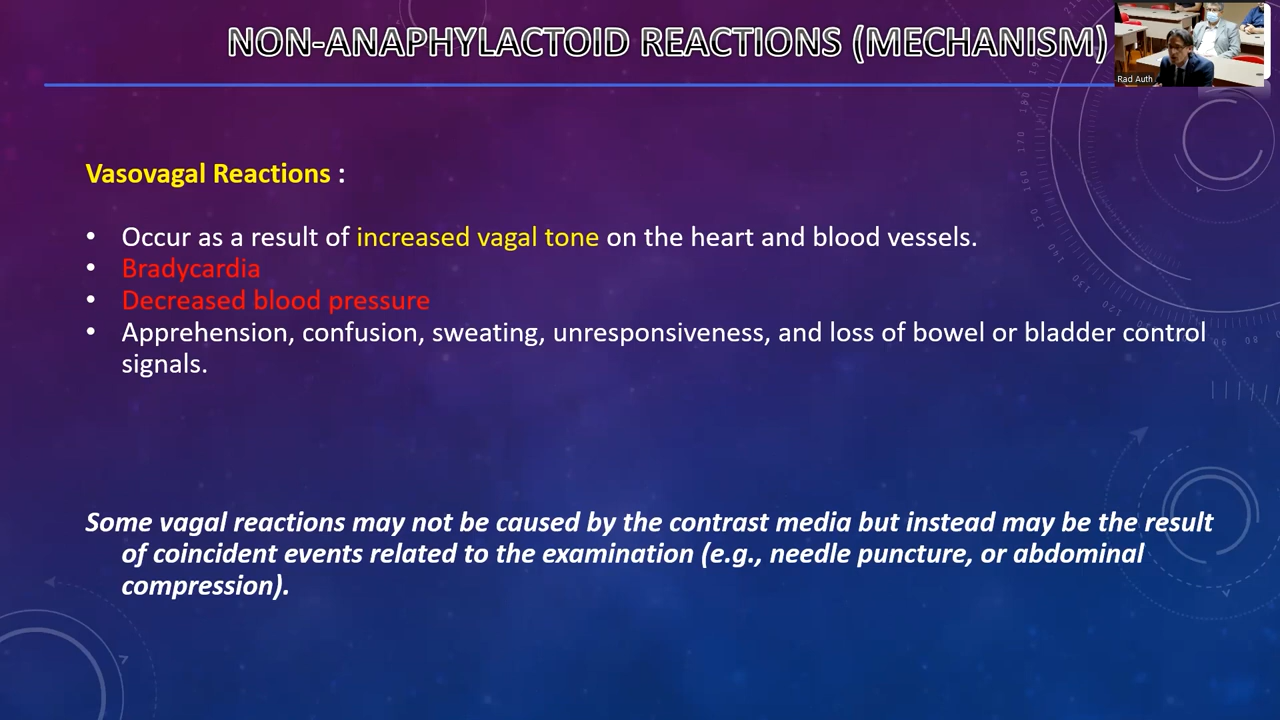 NON-ANAPHYLACTOID REACTIONS (MECHANISM)
Rad Auth
Vasovagal Reactions :
• Occur as a result of increased vagal tone on the heart and blood vessels.
• Bradycardia
• Decreased blood pressure
• Apprehension, confusion, sweating, unresponsiveness, and loss of bowel or bladder control
signals.
Some vagal reactions may not be caused by the contrast media but instead may be the result
of coincident events related to the examination (e.g., needle puncture, or abdominal
compression).